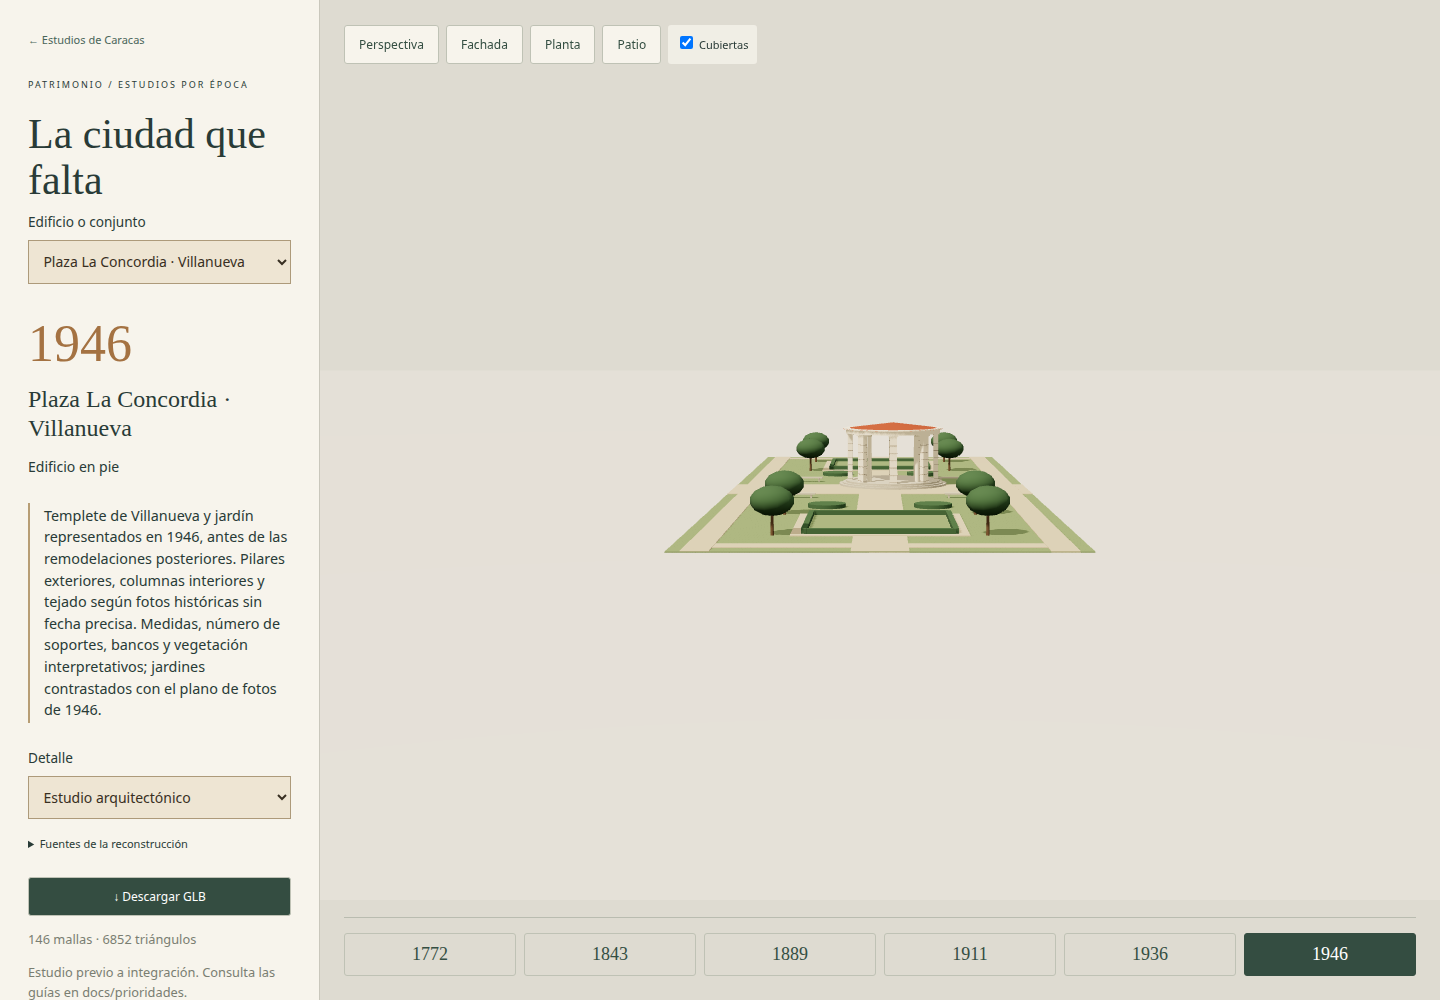 ← Estudios de Caracas
PATRIMONIO / ESTUDIOS POR ÉPOCA
La ciudad que
falta
Edificio o conjunto
Plaza La Concordia · Villanueva
1946
Plaza La Concordia ·
Villanueva
Edificio en pie
Templete de Villanueva y jardín
representados en 1946, antes de las
remodelaciones posteriores. Pilares
exteriores, columnas interiores y
tejado según fotos históricas sin
fecha precisa. Medidas, número de
soportes, bancos y vegetación
interpretativos; jardines
contrastados con el plano de fotos
de 1946.
Detalle
Estudio arquitectónico
▶ Fuentes de la reconstrucción
↓ Descargar GLB
146 mallas · 6852 triángulos
Estudio previo a integración. Consulta las
guías en docs/prioridades.
Perspectiva Fachada Planta Patio Cubiertas
1772 1843 1889 1911 1936 1946